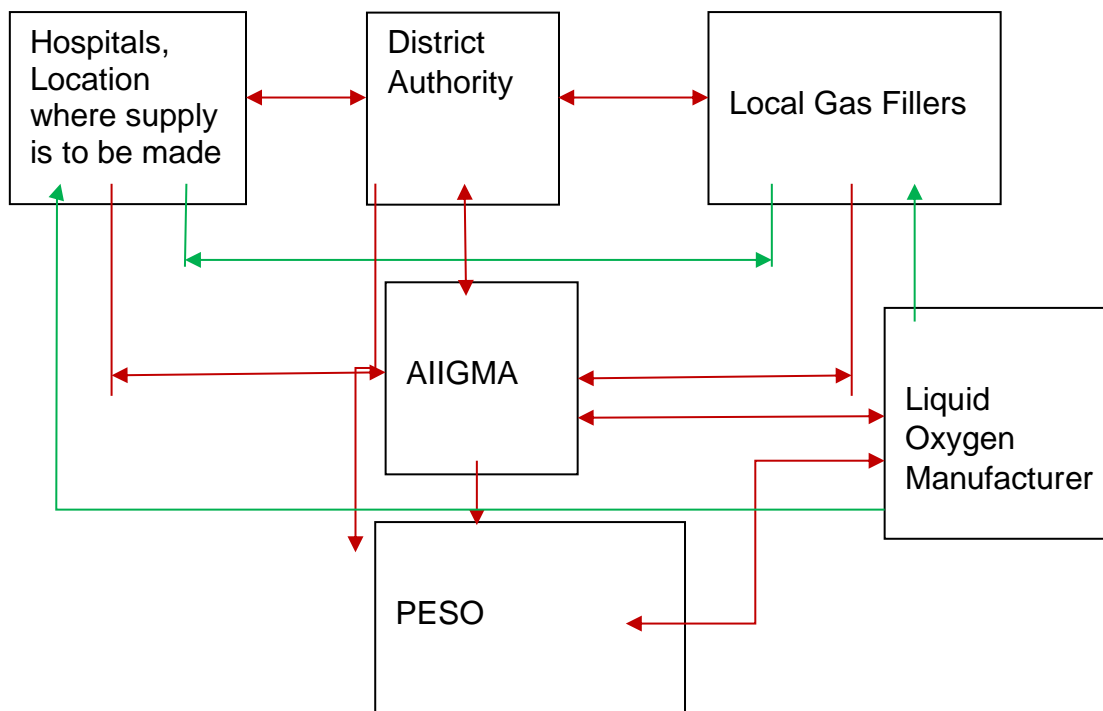 Hospitals,
Location
where supply
is to be made
District
Authority
Local Gas Fillers
AIIGMA
Liquid
Oxygen
Manufacturer
PESO